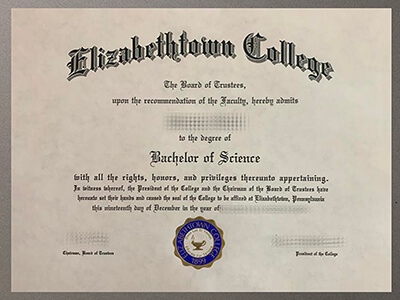 Elizabethtown College
The Board of Trustees,
upon the recommendation of the Faculty, hereby admits
to the degree of
Bachelor of Science
with all the rights, honors, and privileges thereunto appertaining.
In witness whereof, the President of the College and the Chairman of the Board of Trustees have
hereunto set their hands and caused the seal of the College to be affixed at Elizabethtown, Pennsylvania
this nineteenth day of December in the year of
ELIZABETHTOWN COLLEGE
1899
Chairman, Board of Trustees
President of the College